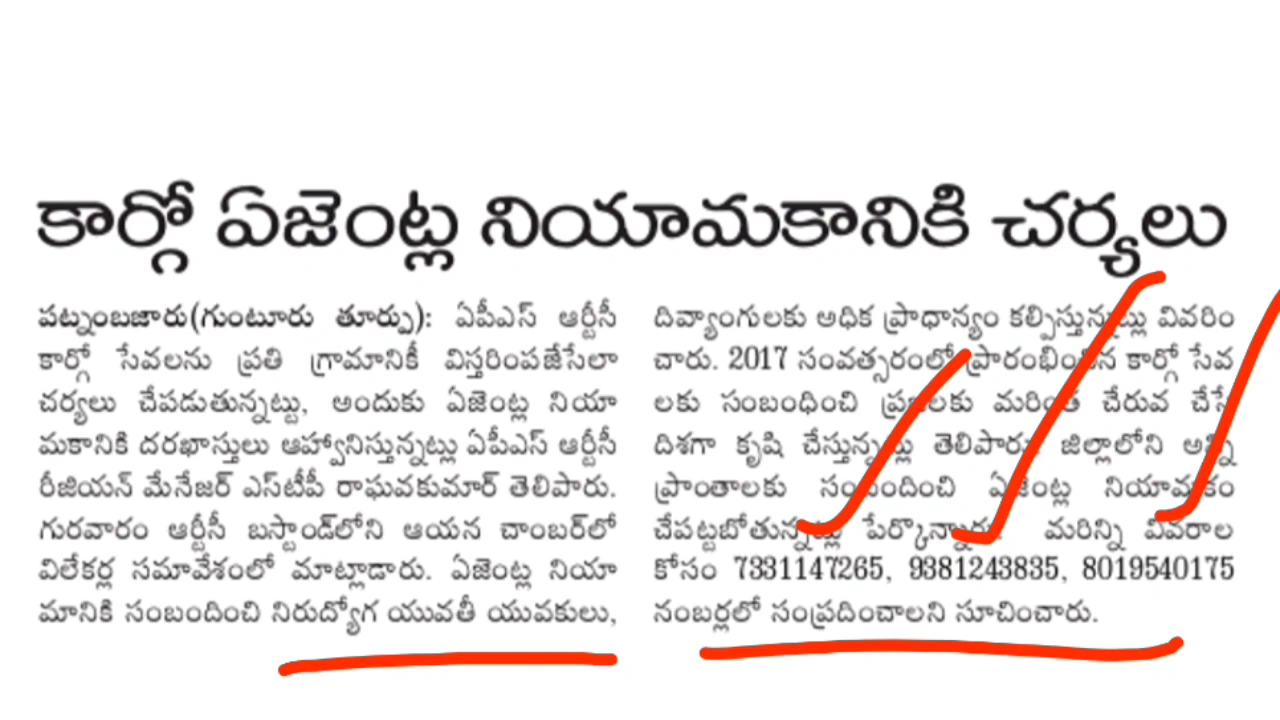 కార్గో ఏజెంట్ల నియామకానికి చర్యలు
పట్నంబజారు(గుంటూరు తూర్పు): ఏపీఎస్ ఆర్టీసీ
కార్గో సేవలను ప్రతి గ్రామానికీ విస్తరింపజేసేలా
చర్యలు చేపడుతున్నట్టు, అందుకు ఏజెంట్ల నియా
మకానికి దరఖాస్తులు ఆహ్వానిస్తున్నట్లు ఏపీఎస్ ఆర్టీసీ
రీజియన్ మేనేజర్ ఎస్‌టీపీ రాఘవకుమార్ తెలిపారు.
గురవారం ఆర్టీసీ బస్టాండ్‌లోని ఆయన చాంబర్‌లో
విలేకర్ల సమావేశంలో మాట్లాడారు. ఏజెంట్ల నియా
మానికి సంబందించి నిరుద్యోగ యువతీ యువకులు,
దివ్యాంగులకు అధిక ప్రాధాన్యం కల్పిస్తున్నట్లు వివరిం
చారు. 2017 సంవత్సరంలో ప్రారంభించిన కార్గో సేవ
లకు సంబంధించి ప్రజలకు మరింత చేరువ చేసే
దిశగా కృషి చేస్తున్నట్లు తెలిపారు. జిల్లాలోని అన్ని
ప్రాంతాలకు సంబందించి ఏజెంట్ల నియామకం
చేపట్టబోతున్నట్లు పేర్కొన్నారు. మరిన్ని వివరాల
కోసం 7331147265, 9381243835, 8019540175
నంబర్లలో సంప్రదించాలని సూచించారు.